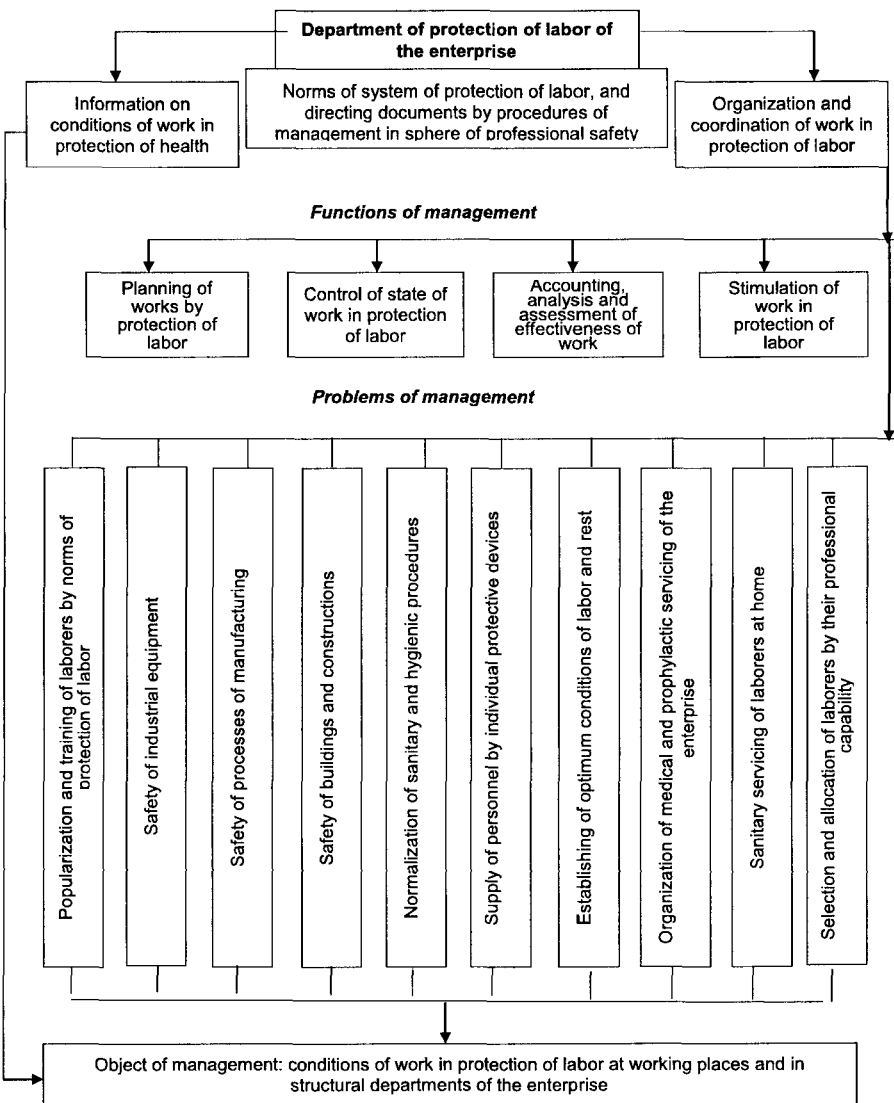 Department of protection of labor of
the enterprise
Information on
conditions of work in
protection of health
Norms of system of protection of labor, and
directing documents by procedures of
management in sphere of professional safety
Organization and
coordination of work in
protection of labor
Functions of management
Planning of
works by
protection of
labor
Control of state of
work in protection
of labor
Accounting,
analysis and
assessment of
effectiveness of
work
Stimulation of
work in
protection of
labor
Problems of management
Popularization and training of laborers by norms of
protection of labor
Safety of industrial equipment
Safety of processes of manufacturing
Safety of buildings and constructions
Normalization of sanitary and hygienic procedures
Supply of personnel by individual protective devices
Establishing of optimum conditions of labor and rest
Organization of medical and prophylactic servicing of the
enterprise
Sanitary servicing of laborers at home
Selection and allocation of laborers by their professional
capability
Object of management: conditions of work in protection of labor at working places and in
structural departments of the enterprise